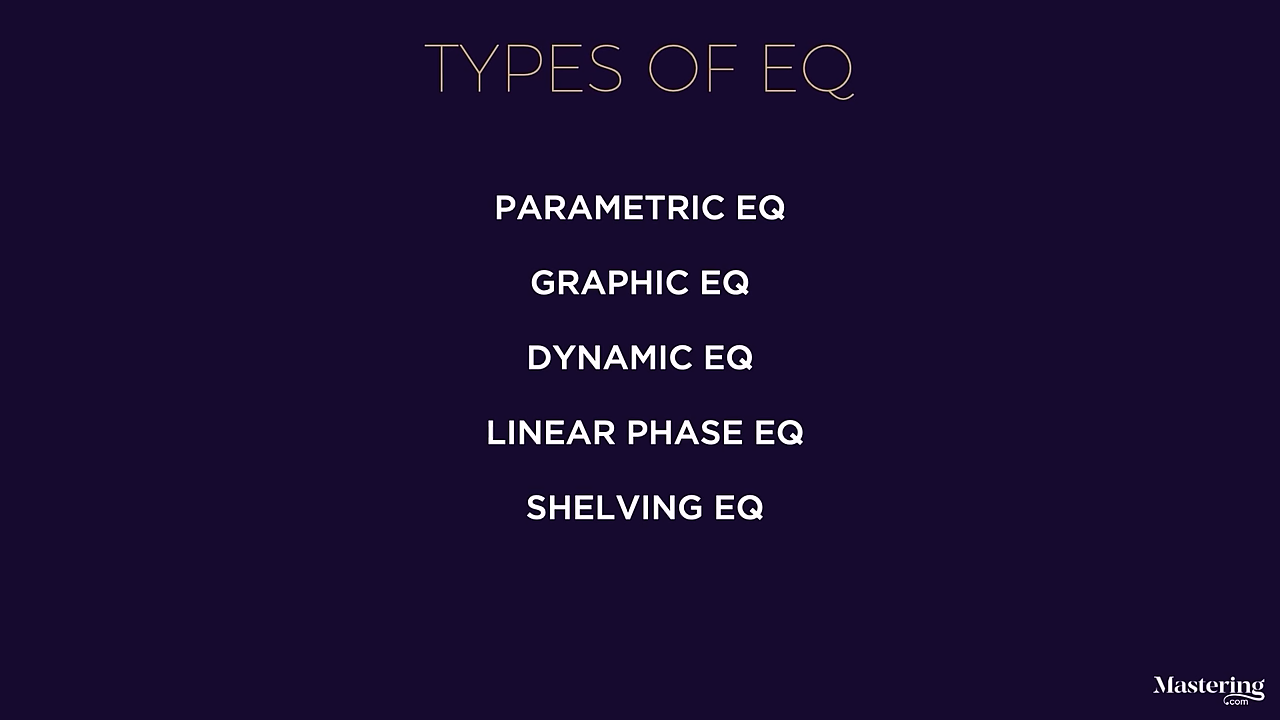 TYPES OF EQ
PARAMETRIC EQ
GRAPHIC EQ
DYNAMIC EQ
LINEAR PHASE EQ
SHELVING EQ
Mastering
.com